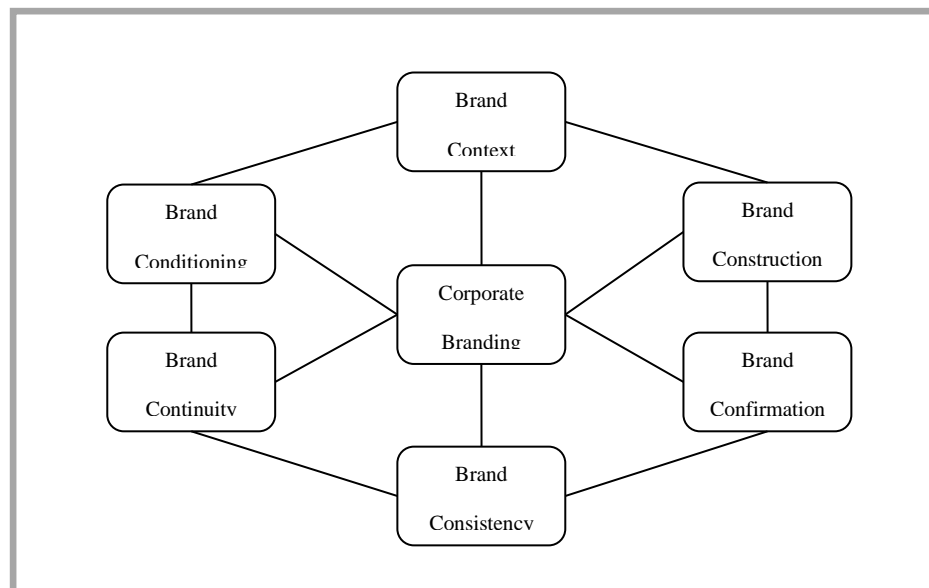 Brand
Context
Brand
Conditioning
Brand
Construction
Corporate
Branding
Brand
Continuity
Brand
Confirmation
Brand
Consistency